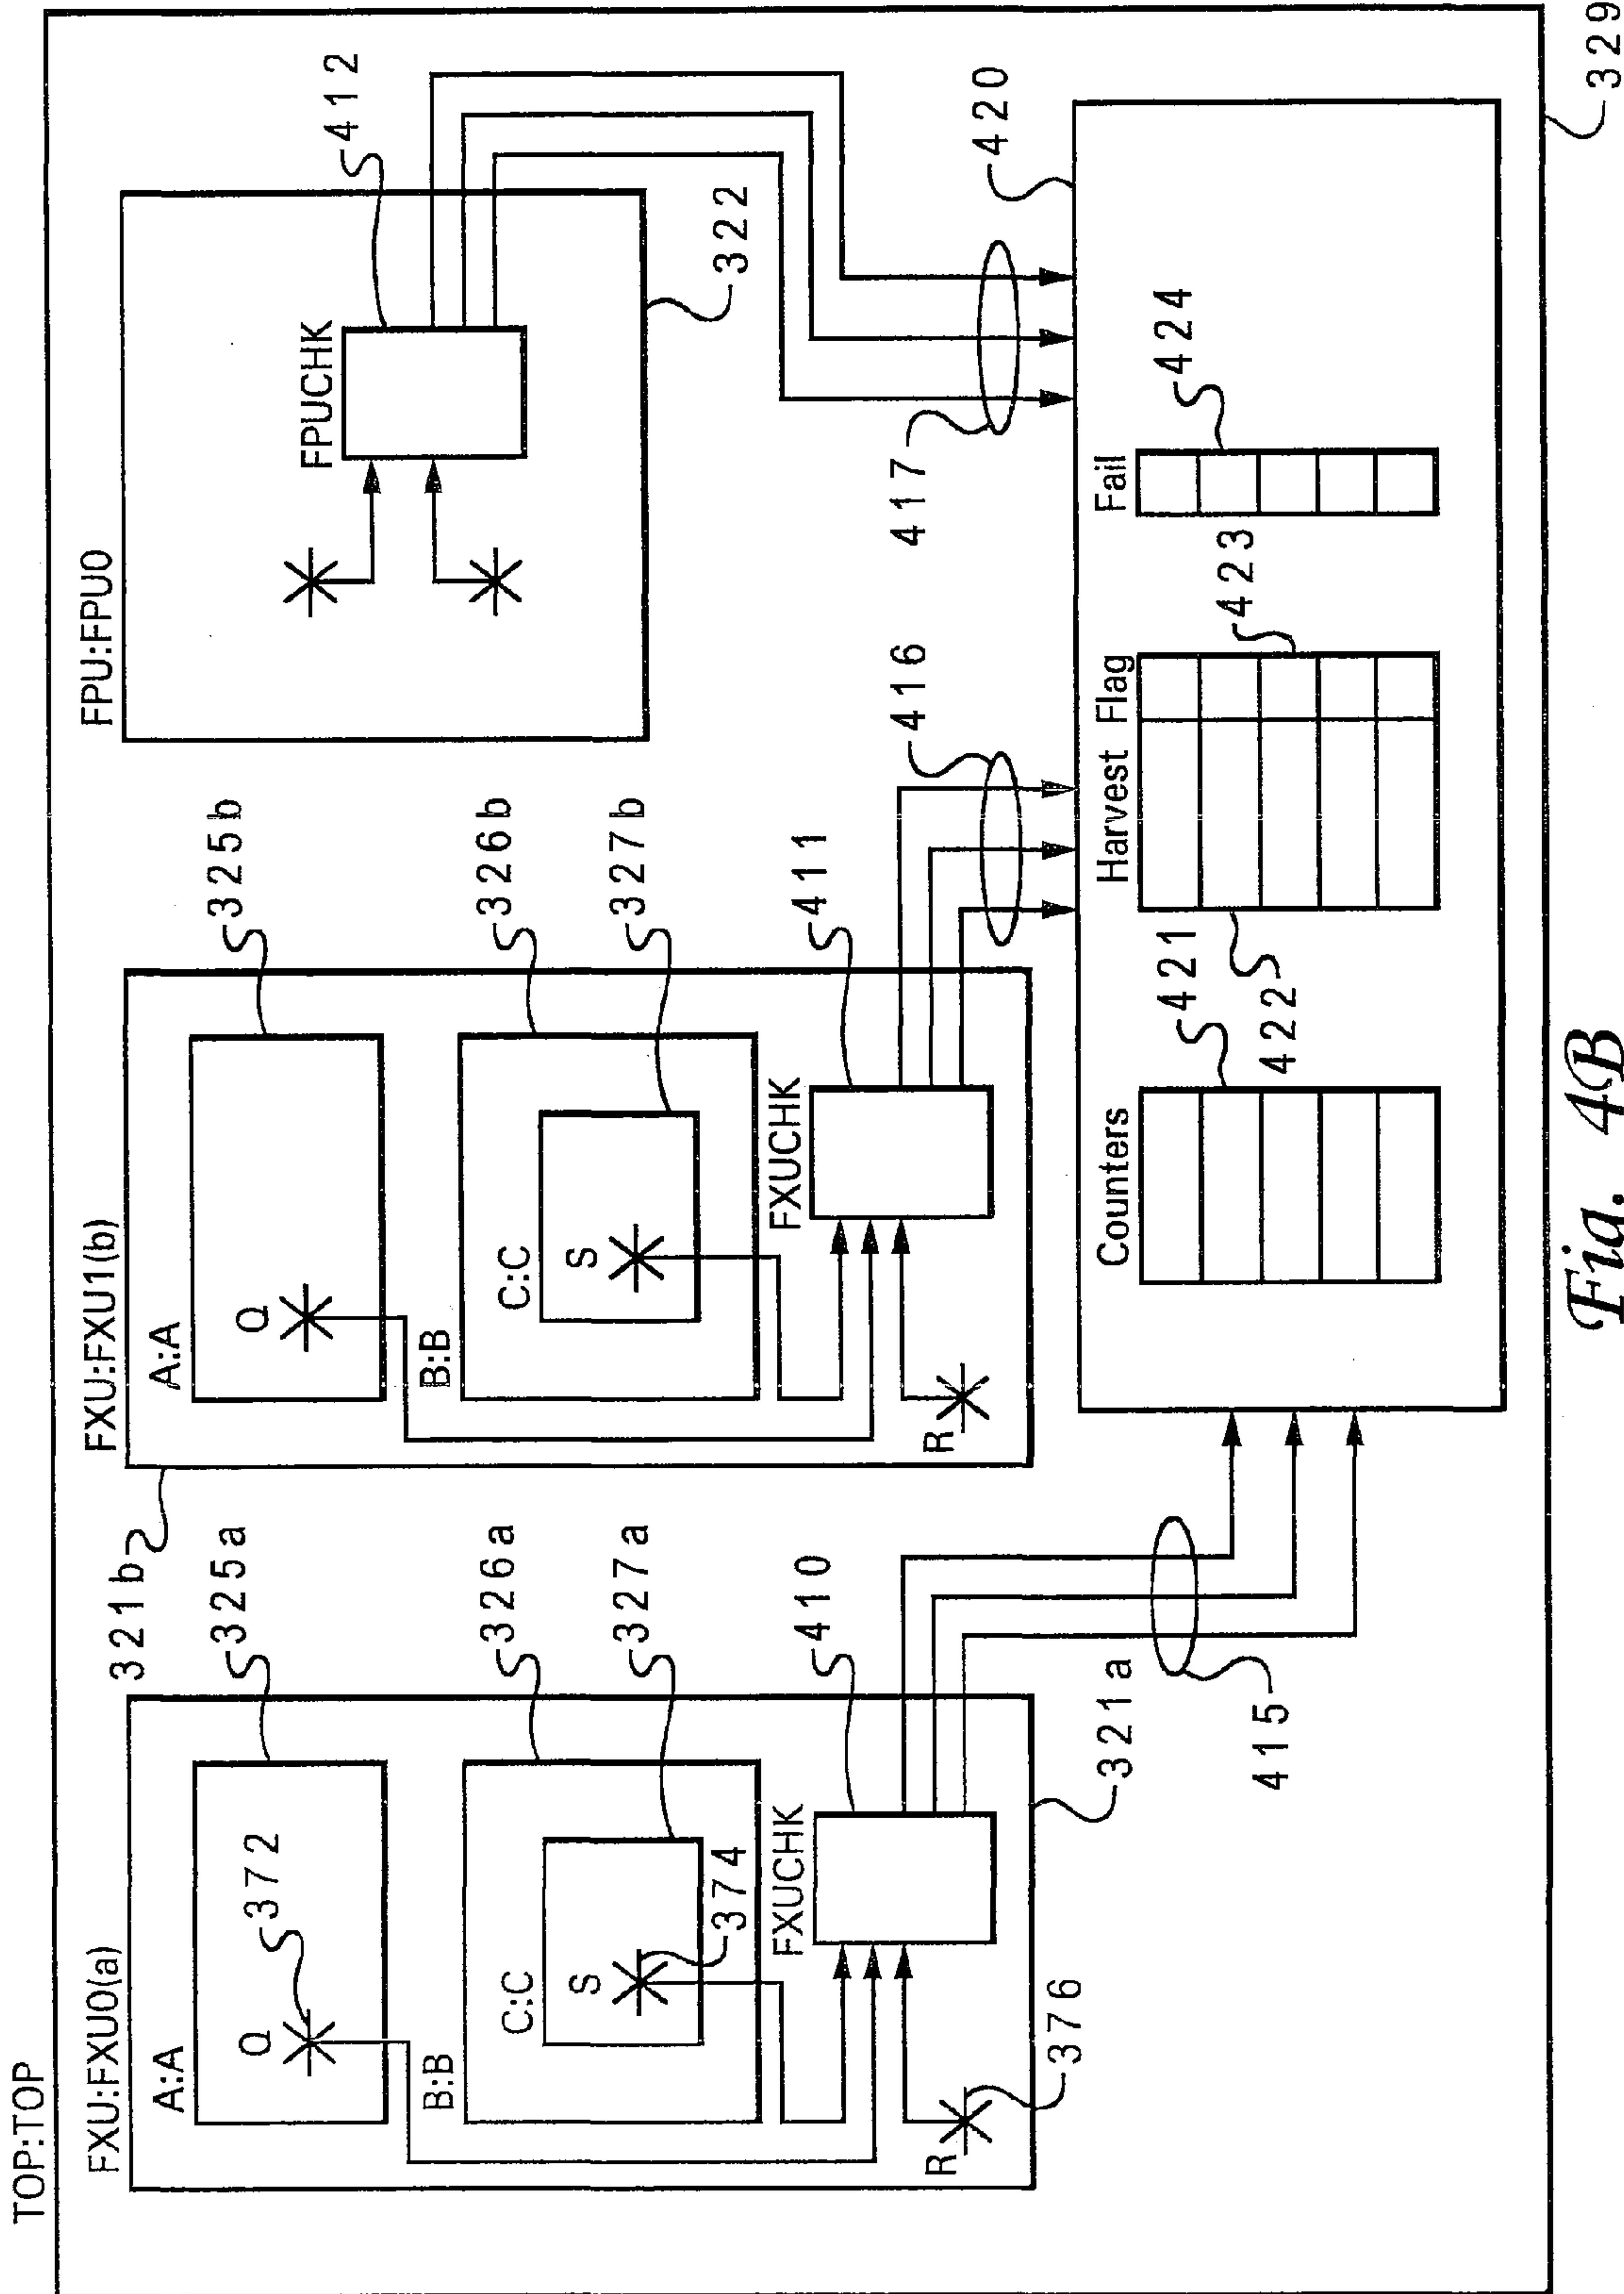 TOP:TOP
FXU:FXU0(a)
A:A
Q
372
325a
B:B
C:C
S
374
326a
327a
FXUCHK
410
R
376
321a
415
321b
FXU:FXU1(b)
A:A
Q
325b
B:B
C:C
S
326b
327b
FXUCHK
411
R
416
FPU:FPU0
FPUCHK
412
322
417
420
Counters
421
Harvest Flag
422
423
Fail
424
329
Fig. 4B